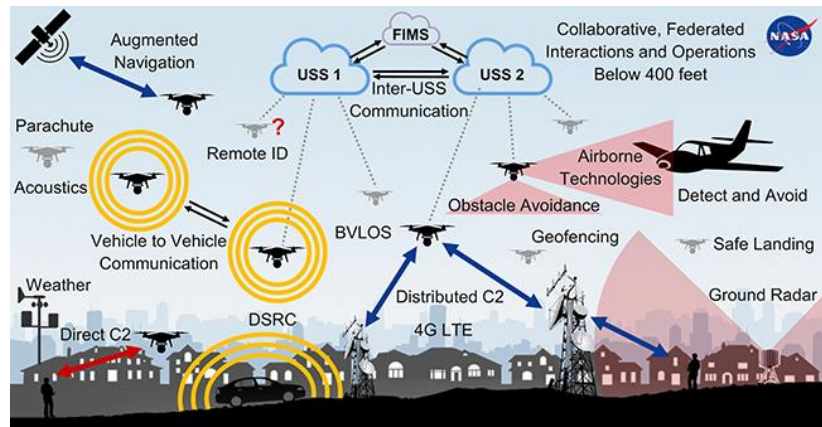 FIMS
Collaborative, Federated
Interactions and Operations
Below 400 feet
NASA
Augmented
Navigation
USS 1
USS 2
Inter-USS
Communication
Parachute
?
Remote ID
Airborne
Technologies
Acoustics
Detect and Avoid
Obstacle Avoidance
Vehicle to Vehicle
Communication
BVLOS
Geofencing
Safe Landing
Weather
Distributed C2
Ground Radar
DSRC
4G LTE
Direct C2